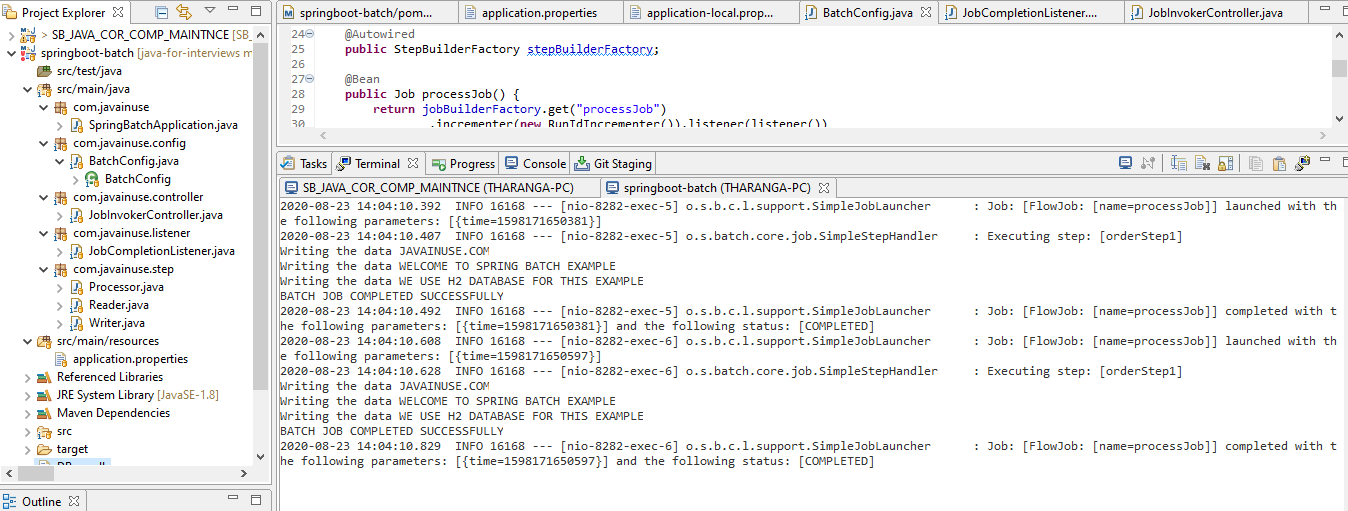 Project Explorer
> SB_JAVA_COR_COMP_MAINTNCE [SB_
springboot-batch [java-for-interviews m
src/test/java
src/main/java
com.javainuse
SpringBatchApplication.java
com.javainuse.config
BatchConfig.java
BatchConfig
com.javainuse.controller
JobInvokerController.java
com.javainuse.listener
JobCompletionListener.java
com.javainuse.step
Processor.java
Reader.java
Writer.java
src/main/resources
application.properties
Referenced Libraries
JRE System Library [JavaSE-1.8]
Maven Dependencies
src
target
Outline
springboot-batch/pom...
application.properties
application-local.prop...
BatchConfig.java
JobCompletionListener....
JobInvokerController.java
24 @Autowired
25 public StepBuilderFactory stepBuilderFactory;
26
27 @Bean
28 public Job processJob() {
29 return jobBuilderFactory.get("processJob")
30 .incrementer(new RunIdIncrementer()).listener(listener())
Tasks
Terminal
Progress
Console
Git Staging
SB_JAVA_COR_COMP_MAINTNCE (THARANGA-PC)
springboot-batch (THARANGA-PC)
2020-08-23 14:04:10.392  INFO 16168 --- [nio-8282-exec-5] o.s.b.c.l.support.SimpleJobLauncher      : Job: [FlowJob: [name=processJob]] launched with th
e following parameters: [{time=1598171650381}]
2020-08-23 14:04:10.407  INFO 16168 --- [nio-8282-exec-5] o.s.batch.core.job.SimpleStepHandler     : Executing step: [orderStep1]
Writing the data JAVAINUSE.COM
Writing the data WELCOME TO SPRING BATCH EXAMPLE
Writing the data WE USE H2 DATABASE FOR THIS EXAMPLE
BATCH JOB COMPLETED SUCCESSFULLY
2020-08-23 14:04:10.492  INFO 16168 --- [nio-8282-exec-5] o.s.b.c.l.support.SimpleJobLauncher      : Job: [FlowJob: [name=processJob]] completed with t
he following parameters: [{time=1598171650381}] and the following status: [COMPLETED]
2020-08-23 14:04:10.608  INFO 16168 --- [nio-8282-exec-6] o.s.b.c.l.support.SimpleJobLauncher      : Job: [FlowJob: [name=processJob]] launched with th
e following parameters: [{time=1598171650597}]
2020-08-23 14:04:10.628  INFO 16168 --- [nio-8282-exec-6] o.s.batch.core.job.SimpleStepHandler     : Executing step: [orderStep1]
Writing the data JAVAINUSE.COM
Writing the data WELCOME TO SPRING BATCH EXAMPLE
Writing the data WE USE H2 DATABASE FOR THIS EXAMPLE
BATCH JOB COMPLETED SUCCESSFULLY
2020-08-23 14:04:10.829  INFO 16168 --- [nio-8282-exec-6] o.s.b.c.l.support.SimpleJobLauncher      : Job: [FlowJob: [name=processJob]] completed with t
he following parameters: [{time=1598171650597}] and the following status: [COMPLETED]